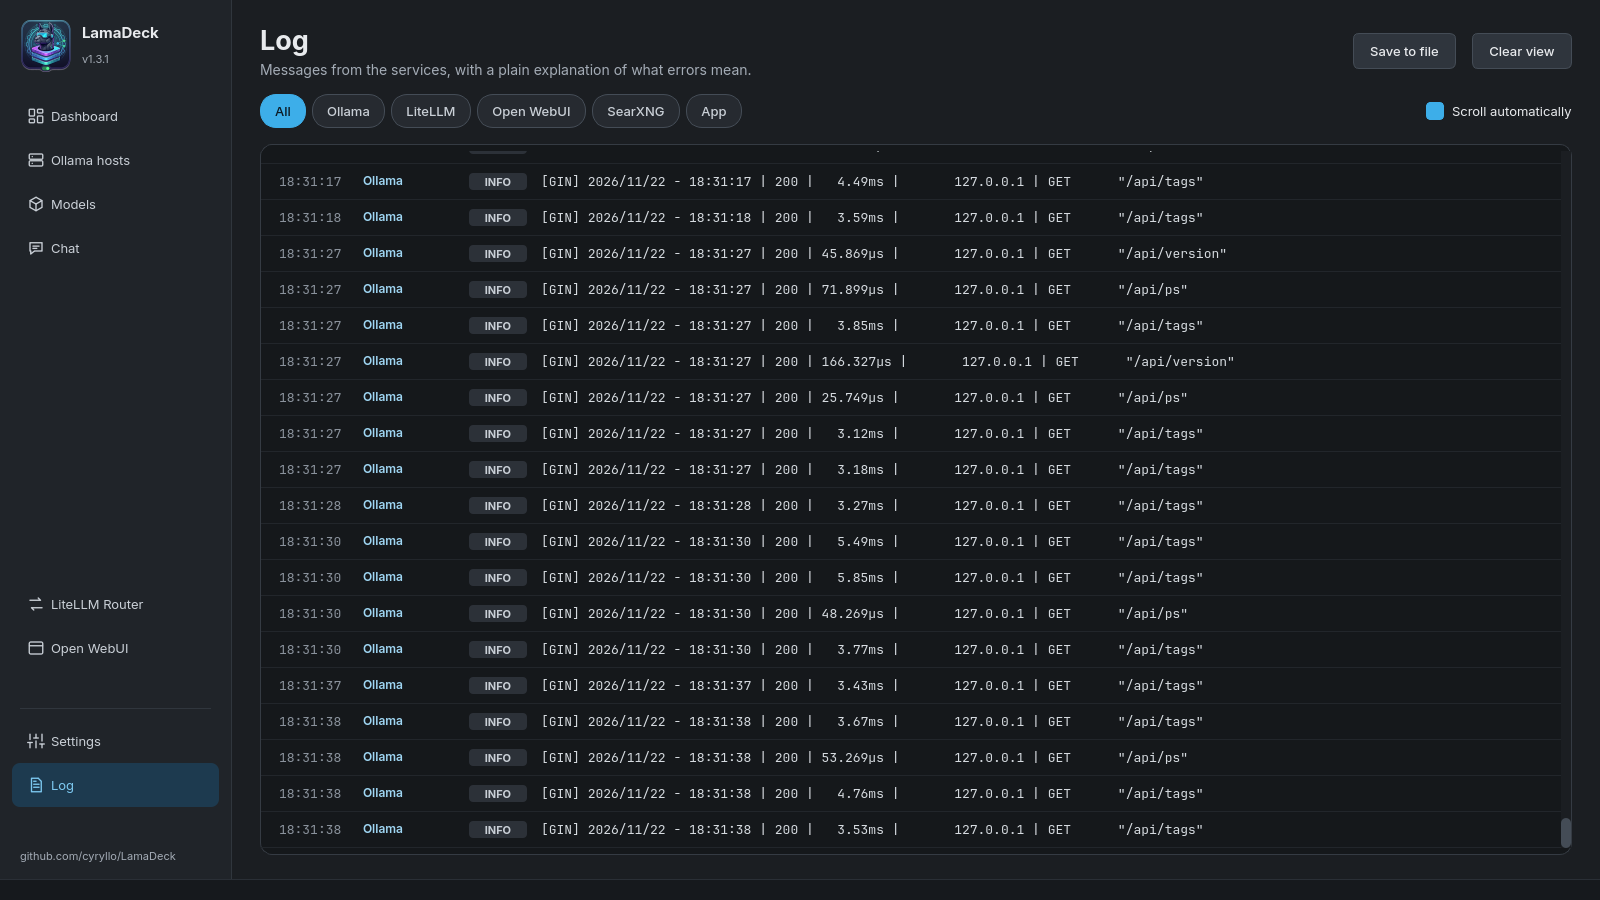 LamaDeck
v1.3.1
Dashboard
Ollama hosts
Models
Chat
LiteLLM Router
Open WebUI
Settings
Log
github.com/cyryllo/LamaDeck
Log
Messages from the services, with a plain explanation of what errors mean.
Save to file
Clear view
All
Ollama
LiteLLM
Open WebUI
SearXNG
App
Scroll automatically
18:31:17 Ollama INFO [GIN] 2026/11/22 - 18:31:17 | 200 | 4.49ms | 127.0.0.1 | GET "/api/tags"
18:31:18 Ollama INFO [GIN] 2026/11/22 - 18:31:18 | 200 | 3.59ms | 127.0.0.1 | GET "/api/tags"
18:31:27 Ollama INFO [GIN] 2026/11/22 - 18:31:27 | 200 | 45.869µs | 127.0.0.1 | GET "/api/version"
18:31:27 Ollama INFO [GIN] 2026/11/22 - 18:31:27 | 200 | 71.899µs | 127.0.0.1 | GET "/api/ps"
18:31:27 Ollama INFO [GIN] 2026/11/22 - 18:31:27 | 200 | 3.85ms | 127.0.0.1 | GET "/api/tags"
18:31:27 Ollama INFO [GIN] 2026/11/22 - 18:31:27 | 200 | 166.327µs | 127.0.0.1 | GET "/api/version"
18:31:27 Ollama INFO [GIN] 2026/11/22 - 18:31:27 | 200 | 25.749µs | 127.0.0.1 | GET "/api/ps"
18:31:27 Ollama INFO [GIN] 2026/11/22 - 18:31:27 | 200 | 3.12ms | 127.0.0.1 | GET "/api/tags"
18:31:27 Ollama INFO [GIN] 2026/11/22 - 18:31:27 | 200 | 3.18ms | 127.0.0.1 | GET "/api/tags"
18:31:28 Ollama INFO [GIN] 2026/11/22 - 18:31:28 | 200 | 3.27ms | 127.0.0.1 | GET "/api/tags"
18:31:30 Ollama INFO [GIN] 2026/11/22 - 18:31:30 | 200 | 5.49ms | 127.0.0.1 | GET "/api/tags"
18:31:30 Ollama INFO [GIN] 2026/11/22 - 18:31:30 | 200 | 5.85ms | 127.0.0.1 | GET "/api/tags"
18:31:30 Ollama INFO [GIN] 2026/11/22 - 18:31:30 | 200 | 48.269µs | 127.0.0.1 | GET "/api/ps"
18:31:30 Ollama INFO [GIN] 2026/11/22 - 18:31:30 | 200 | 3.77ms | 127.0.0.1 | GET "/api/tags"
18:31:37 Ollama INFO [GIN] 2026/11/22 - 18:31:37 | 200 | 3.43ms | 127.0.0.1 | GET "/api/tags"
18:31:38 Ollama INFO [GIN] 2026/11/22 - 18:31:38 | 200 | 3.67ms | 127.0.0.1 | GET "/api/tags"
18:31:38 Ollama INFO [GIN] 2026/11/22 - 18:31:38 | 200 | 53.269µs | 127.0.0.1 | GET "/api/ps"
18:31:38 Ollama INFO [GIN] 2026/11/22 - 18:31:38 | 200 | 4.76ms | 127.0.0.1 | GET "/api/tags"
18:31:38 Ollama INFO [GIN] 2026/11/22 - 18:31:38 | 200 | 3.53ms | 127.0.0.1 | GET "/api/tags"